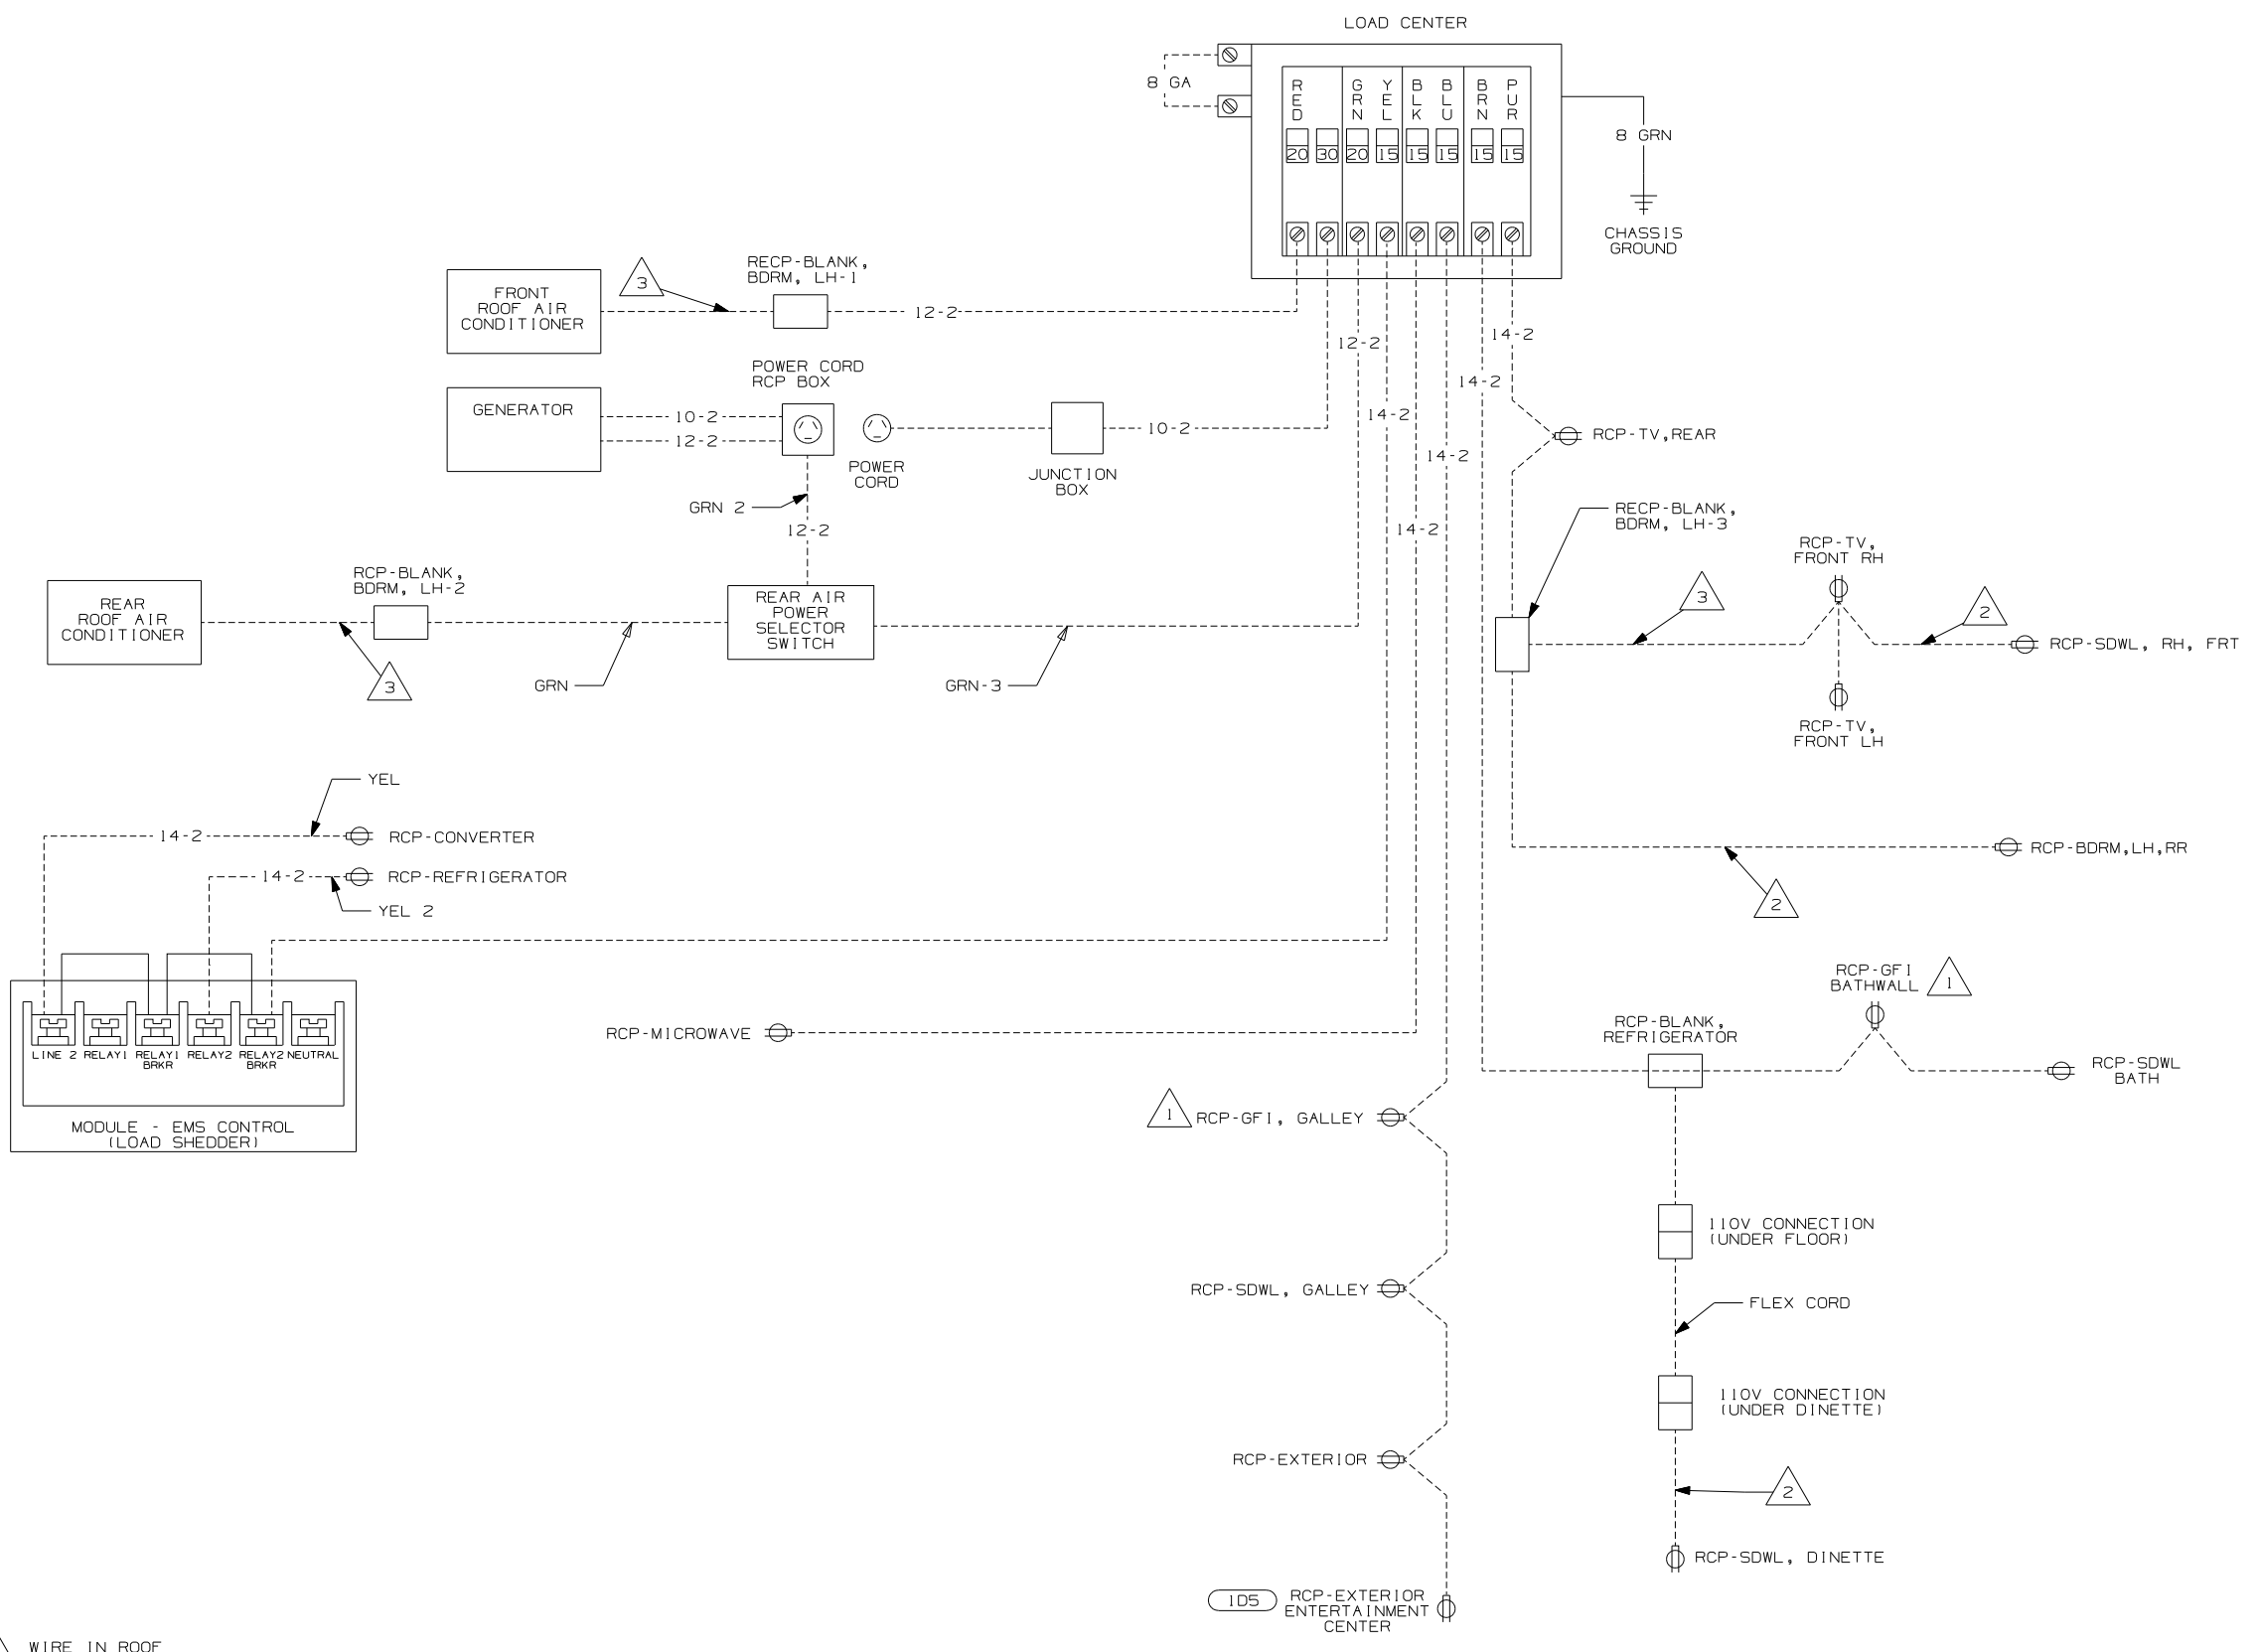 LOAD CENTER
8 GA
RED
GRN
YEL
BLK
BLU
BRN
PUR
20
30
20
15
15
15
15
15
8 GRN
CHASSIS
GROUND
FRONT
ROOF AIR
CONDITIONER
3
RECP-BLANK,
BDRM, LH-1
12-2
12-2
14-2
14-2
14-2
14-2
14-2
GENERATOR
10-2
12-2
POWER CORD
RCP BOX
POWER
CORD
JUNCTION
BOX
10-2
GRN 2
12-2
RCP-TV,REAR
RECP-BLANK,
BDRM, LH-3
REAR
ROOF AIR
CONDITIONER
RCP-BLANK,
BDRM, LH-2
3
GRN
REAR AIR
POWER
SELECTOR
SWITCH
GRN-3
3
RCP-TV,
FRONT RH
2
RCP-SDWL, RH, FRT
RCP-TV,
FRONT LH
YEL
14-2
RCP-CONVERTER
14-2
RCP-REFRIGERATOR
YEL 2
RCP-BDRM,LH,RR
2
LINE 2
RELAY1
RELAY1
BRKR
RELAY2
RELAY2
BRKR
NEUTRAL
MODULE - EMS CONTROL
(LOAD SHEDDER)
RCP-MICROWAVE
RCP-GFI
BATHWALL
1
RCP-BLANK,
REFRIGERATOR
RCP-SDWL
BATH
1
RCP-GFI, GALLEY
110V CONNECTION
(UNDER FLOOR)
RCP-SDWL, GALLEY
FLEX CORD
110V CONNECTION
(UNDER DINETTE)
RCP-EXTERIOR
2
RCP-SDWL, DINETTE
1D5
RCP-EXTERIOR
ENTERTAINMENT
CENTER
WIRE IN ROOF